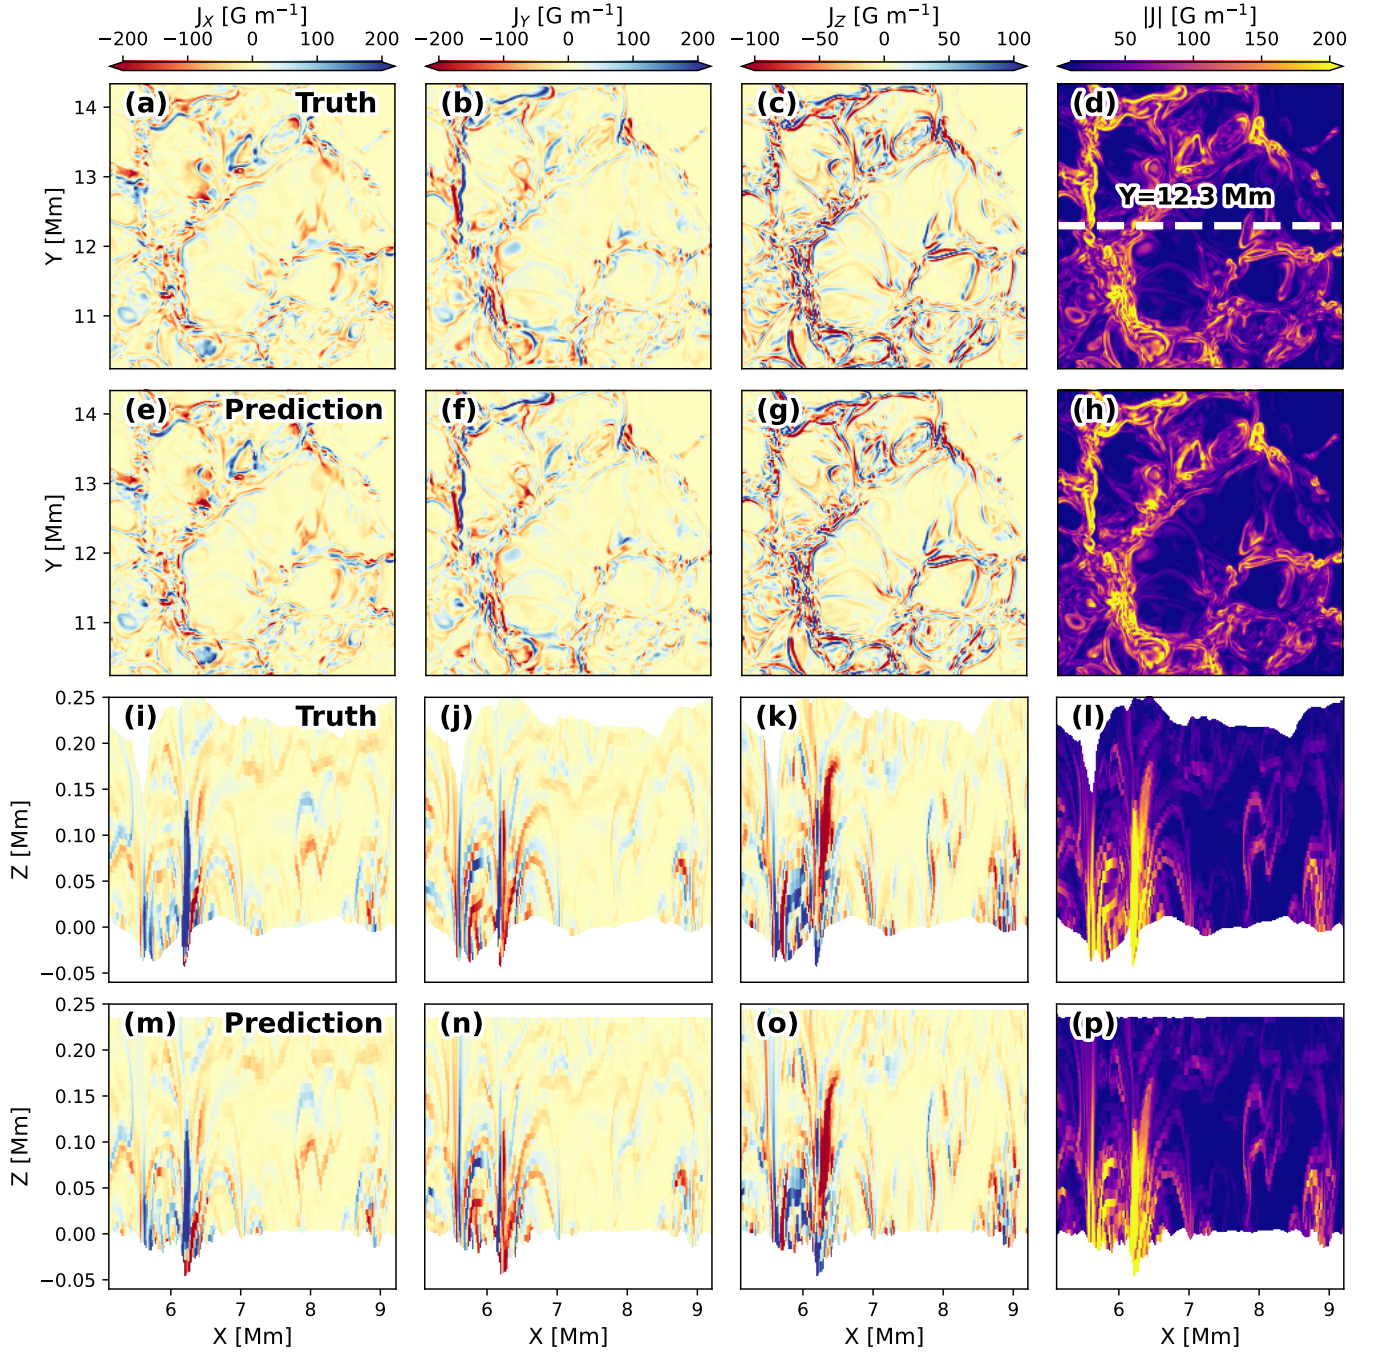 J_X [G m⁻¹] J_Y [G m⁻¹] J_Z [G m⁻¹] |J| [G m⁻¹]
−200 −100 0 100 200 −200 −100 0 100 200 −100 −50 0 50 100 50 100 150 200
(a) Truth (b) (c) (d)
14
13
12
11
Y [Mm]
Y=12.3 Mm
(e) Prediction (f) (g) (h)
14
13
12
11
Y [Mm]
(i) Truth (j) (k) (l)
0.25
0.20
0.15
0.10
0.05
0.00
−0.05
Z [Mm]
(m) Prediction (n) (o) (p)
0.25
0.20
0.15
0.10
0.05
0.00
−0.05
Z [Mm]
6 7 8 9 6 7 8 9 6 7 8 9 6 7 8 9
X [Mm] X [Mm] X [Mm] X [Mm]